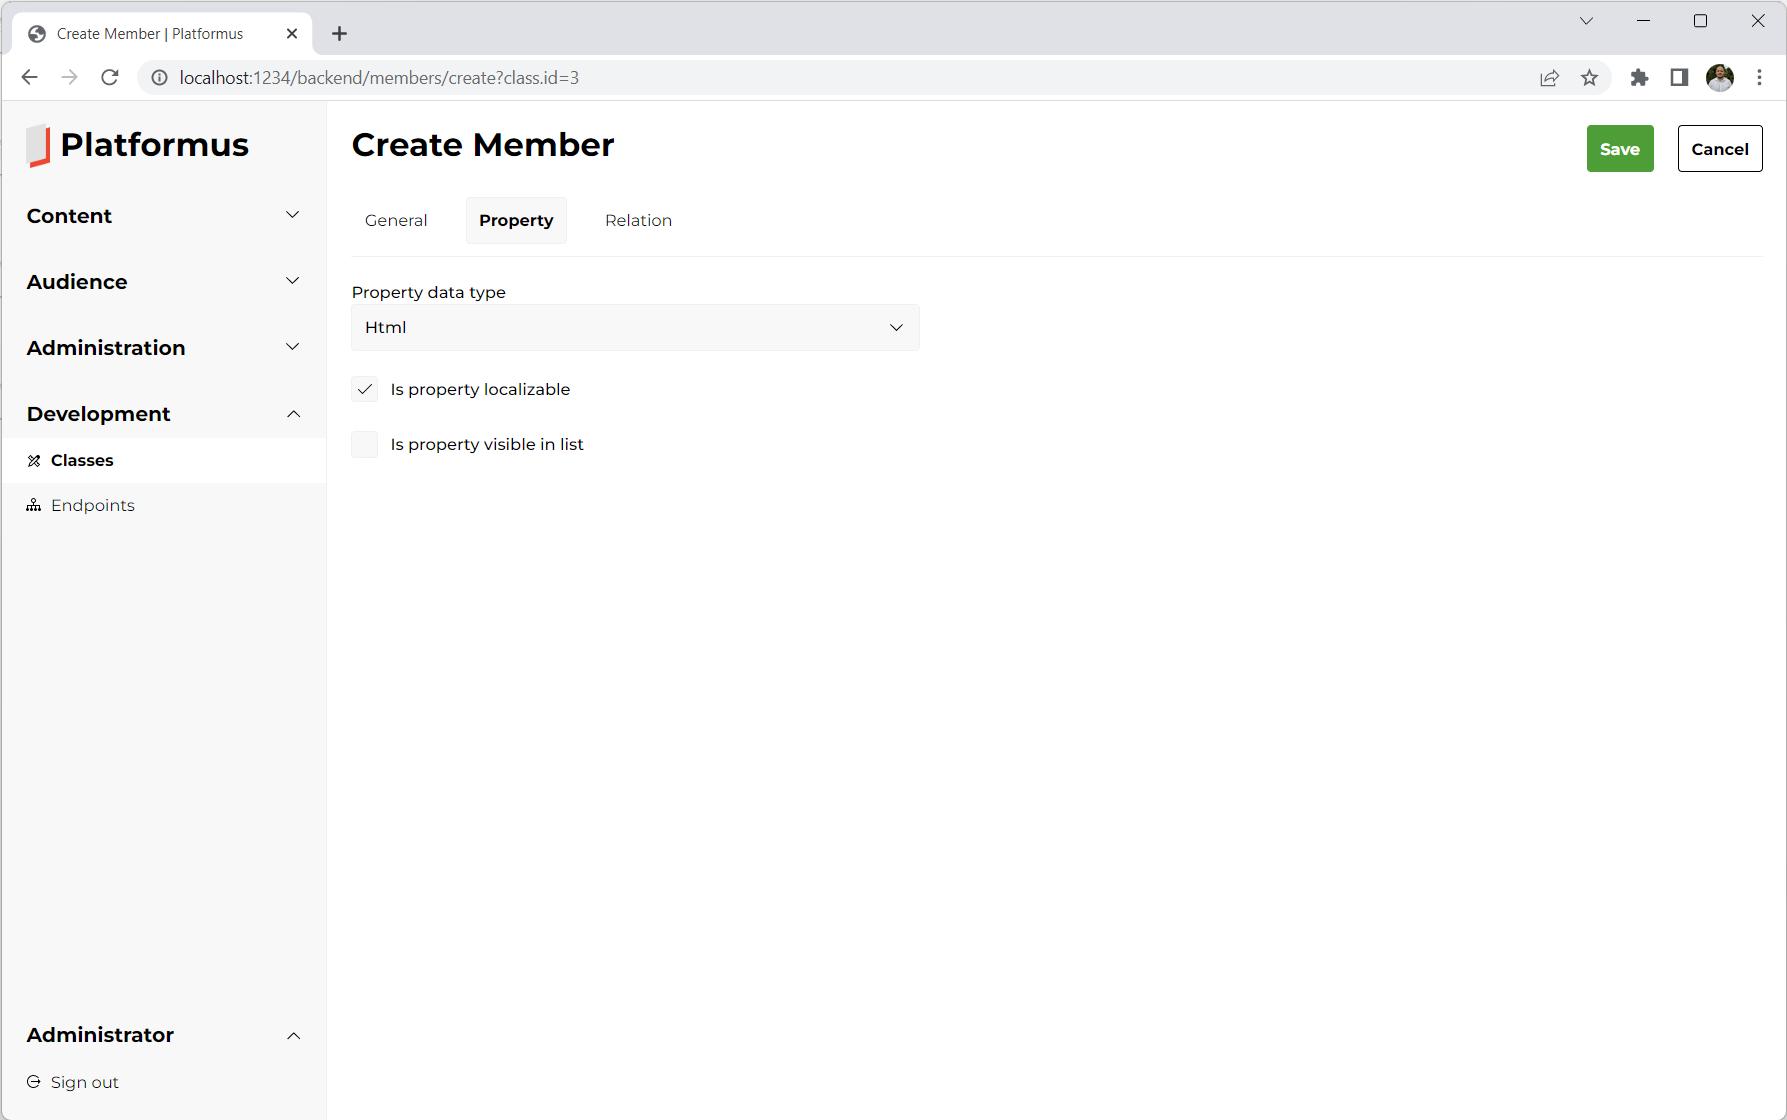 Create Member | Platformus
localhost:1234/backend/members/create?class.id=3
Platformus
Content
Audience
Administration
Development
Classes
Endpoints
Administrator
Sign out
Create Member
Save
Cancel
General
Property
Relation
Property data type
Html
Is property localizable
Is property visible in list